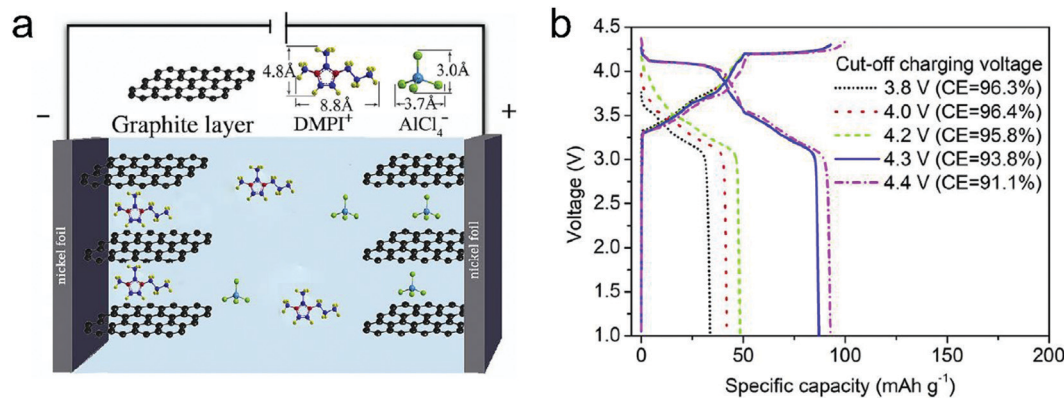 a
4.8Å
3.0Å
8.8Å
3.7Å
Graphite layer
DMPI⁺
AlCl₄⁻
−
+
nickel foil
nickel foil
b
4.5
4.0
3.5
3.0
2.5
2.0
1.5
1.0
Voltage (V)
Cut-off charging voltage
3.8 V (CE=96.3%)
4.0 V (CE=96.4%)
4.2 V (CE=95.8%)
4.3 V (CE=93.8%)
4.4 V (CE=91.1%)
0
50
100
150
200
Specific capacity (mAh g⁻¹)